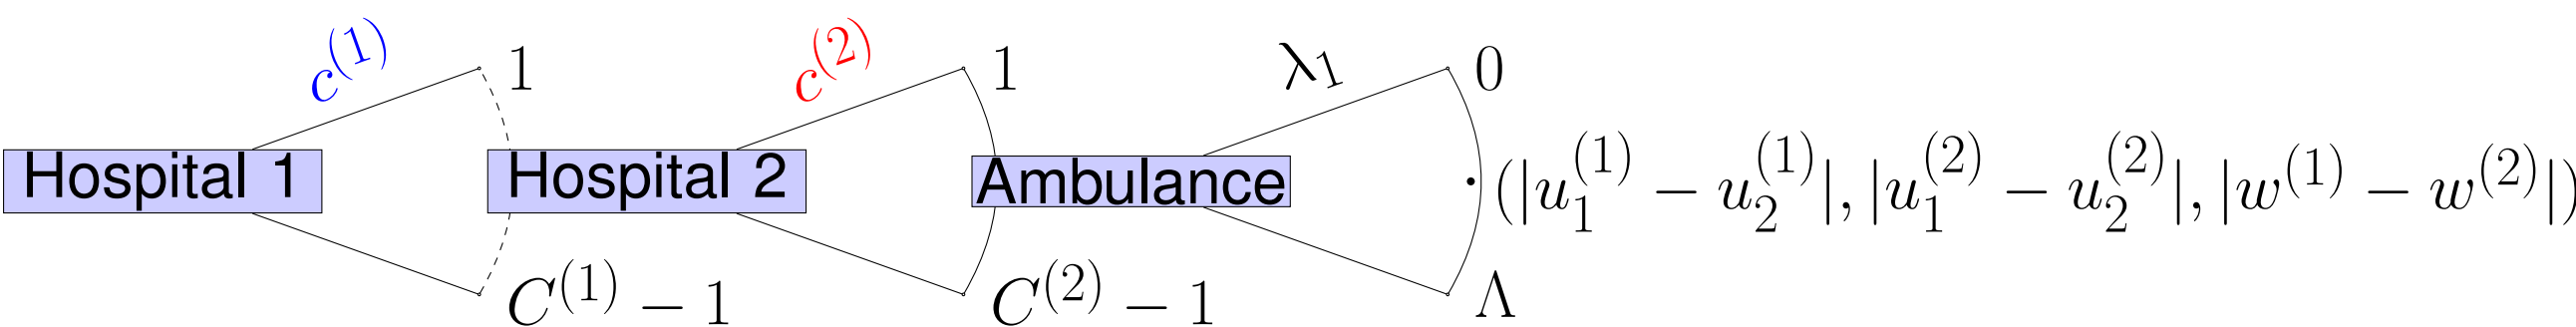 c^{(1)}
1
Hospital 1
C^{(1)} − 1
c^{(2)}
1
Hospital 2
C^{(2)} − 1
λ_1
0
Ambulance
(|u_1^{(1)} − u_2^{(1)}|, |u_1^{(2)} − u_2^{(2)}|, |w^{(1)} − w^{(2)}|)
Λ